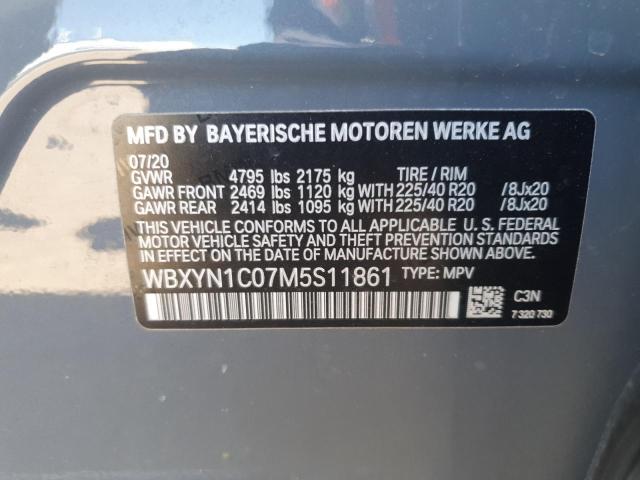 MFD BY BAYERISCHE MOTOREN WERKE AG
07/20
GVWR 4795 lbs 2175 kg TIRE / RIM
GAWR FRONT 2469 lbs 1120 kg WITH 225/40 R20 /8Jx20
GAWR REAR 2414 lbs 1095 kg WITH 225/40 R20 /8Jx20
THIS VEHICLE CONFORMS TO ALL APPLICABLE U. S. FEDERAL
MOTOR VEHICLE SAFETY AND THEFT PREVENTION STANDARDS
IN EFFECT ON THE DATE OF MANUFACTURE SHOWN ABOVE.
WBXYN1C07M5S11861 TYPE: MPV
C3N
7 320 730